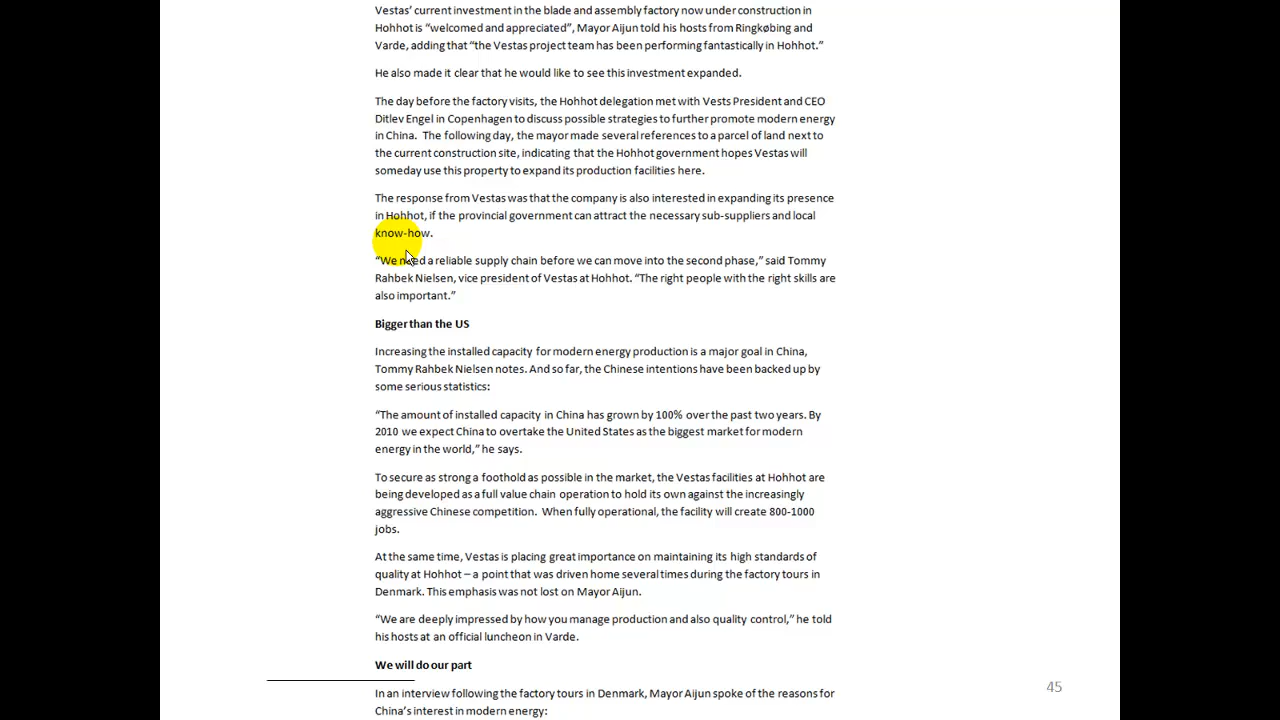 Vestas’ current investment in the blade and assembly factory now under construction in
Hohhot is “welcomed and appreciated”, Mayor Aijun told his hosts from Ringkøbing and
Varde, adding that “the Vestas project team has been performing fantastically in Hohhot.”
He also made it clear that he would like to see this investment expanded.
The day before the factory visits, the Hohhot delegation met with Vests President and CEO
Ditlev Engel in Copenhagen to discuss possible strategies to further promote modern energy
in China.  The following day, the mayor made several references to a parcel of land next to
the current construction site, indicating that the Hohhot government hopes Vestas will
someday use this property to expand its production facilities here.
The response from Vestas was that the company is also interested in expanding its presence
in Hohhot, if the provincial government can attract the necessary sub-suppliers and local
know-how.
“We need a reliable supply chain before we can move into the second phase,” said Tommy
Rahbek Nielsen, vice president of Vestas at Hohhot. “The right people with the right skills are
also important.”
Bigger than the US
Increasing the installed capacity for modern energy production is a major goal in China,
Tommy Rahbek Nielsen notes. And so far, the Chinese intentions have been backed up by
some serious statistics:
“The amount of installed capacity in China has grown by 100% over the past two years. By
2010 we expect China to overtake the United States as the biggest market for modern
energy in the world,” he says.
To secure as strong a foothold as possible in the market, the Vestas facilities at Hohhot are
being developed as a full value chain operation to hold its own against the increasingly
aggressive Chinese competition.  When fully operational, the facility will create 800-1000
jobs.
At the same time, Vestas is placing great importance on maintaining its high standards of
quality at Hohhot – a point that was driven home several times during the factory tours in
Denmark. This emphasis was not lost on Mayor Aijun.
“We are deeply impressed by how you manage production and also quality control,” he told
his hosts at an official luncheon in Varde.
We will do our part
In an interview following the factory tours in Denmark, Mayor Aijun spoke of the reasons for
China’s interest in modern energy:
45